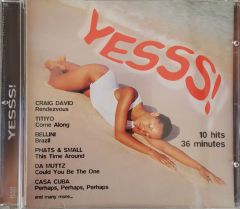 YESSS!
YESSS!
10 hits
36 minutes
CRAIG DAVID
Rendezvous
TITIYO
Come Along
BELLINI
Brazil
PHATS & SMALL
This Time Around
DA MUTTZ
Could You Be The One
CASA CUBA
Perhaps, Perhaps, Perhaps
and many more...